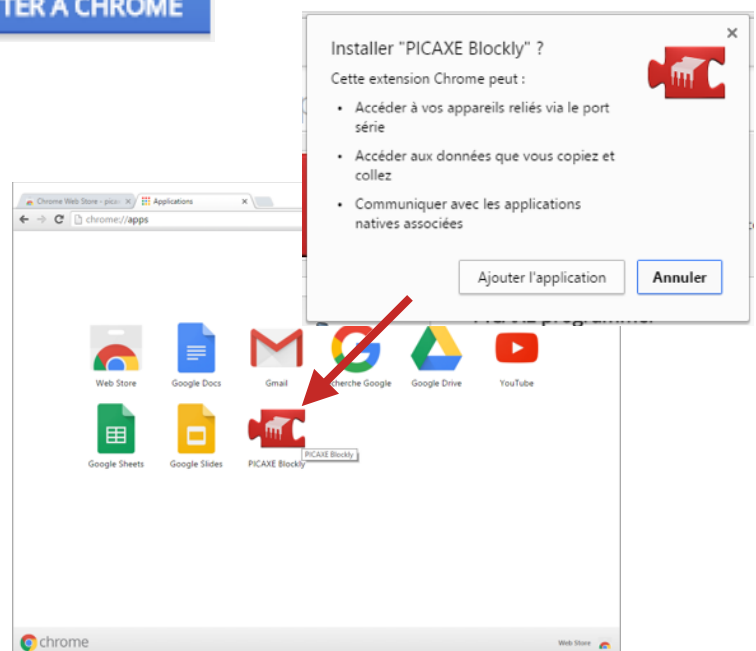 TER À CHROME
Installer "PICAXE Blockly" ?
Cette extension Chrome peut :
• Accéder à vos appareils reliés via le port
série
• Accéder aux données que vous copiez et
collez
• Communiquer avec les applications
natives associées
Ajouter l'application
Annuler
Chrome Web Store - pica
Applications
chrome://apps
Web Store
Google Docs
Gmail
cherche Google
Google Drive
YouTube
Google Sheets
Google Slides
PICAXE Blockly
PICAXE Blockly
chrome
Web Store